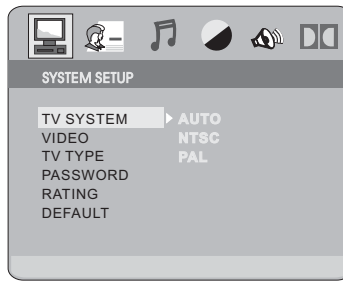 SYSTEM SETUP
TV SYSTEM AUTO
VIDEO NTSC
TV TYPE PAL
PASSWORD
RATING
DEFAULT